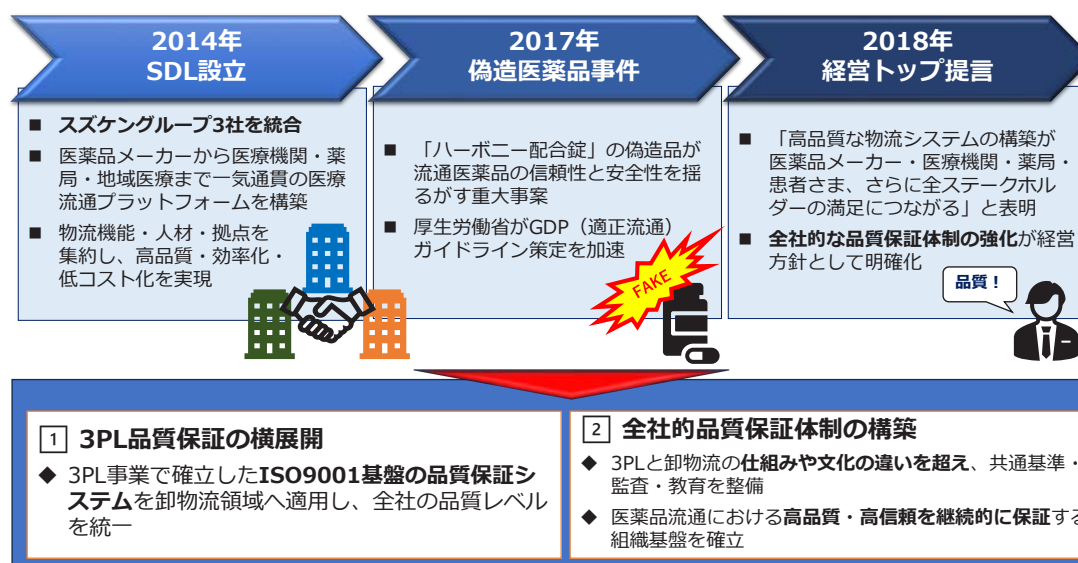 2014年
SDL設立
■ スズケングループ3社を統合
■ 医薬品メーカーから医療機関・薬
局・地域医療まで一気通貫の医療
流通プラットフォームを構築
■ 物流機能・人材・拠点を
集約し、高品質・効率化・
低コスト化を実現
2017年
偽造医薬品事件
■ 「ハーボニー配合錠」の偽造品が
流通医薬品の信頼性と安全性を揺
るがす重大事案
■ 厚生労働省がGDP（適正流通）
ガイドライン策定を加速
FAKE
2018年
経営トップ提言
■ 「高品質な物流システムの構築が
医薬品メーカー・医療機関・薬局・
患者さま、さらに全ステークホル
ダーの満足につながる」と表明
■ 全社的な品質保証体制の強化が経営
方針として明確化
品質！
1 3PL品質保証の横展開
◆ 3PL事業で確立したISO9001基盤の品質保証シ
ステムを卸物流領域へ適用し、全社の品質レベル
を統一
2 全社的品質保証体制の構築
◆ 3PLと卸物流の仕組みや文化の違いを超え、共通基準・
監査・教育を整備
◆ 医薬品流通における高品質・高信頼を継続的に保証する
組織基盤を確立